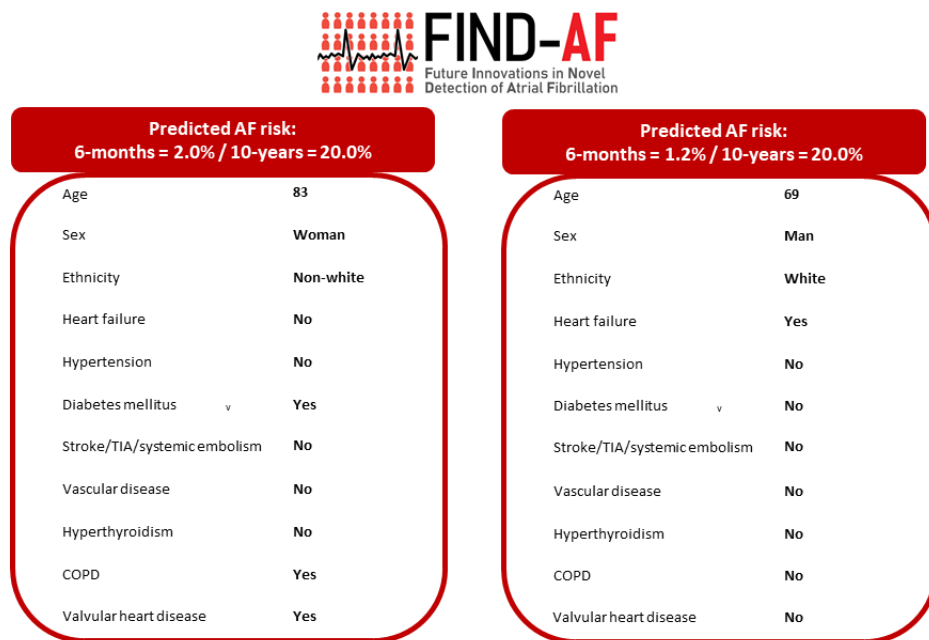 FIND-AF
Future Innovations in Novel
Detection of Atrial Fibrillation
Predicted AF risk:
6-months = 2.0% / 10-years = 20.0%
Age 83
Sex Woman
Ethnicity Non-white
Heart failure No
Hypertension No
Diabetes mellitus v Yes
Stroke/TIA/systemic embolism No
Vascular disease No
Hyperthyroidism No
COPD Yes
Valvular heart disease Yes
Predicted AF risk:
6-months = 1.2% / 10-years = 20.0%
Age 69
Sex Man
Ethnicity White
Heart failure Yes
Hypertension No
Diabetes mellitus v No
Stroke/TIA/systemic embolism No
Vascular disease No
Hyperthyroidism No
COPD No
Valvular heart disease No